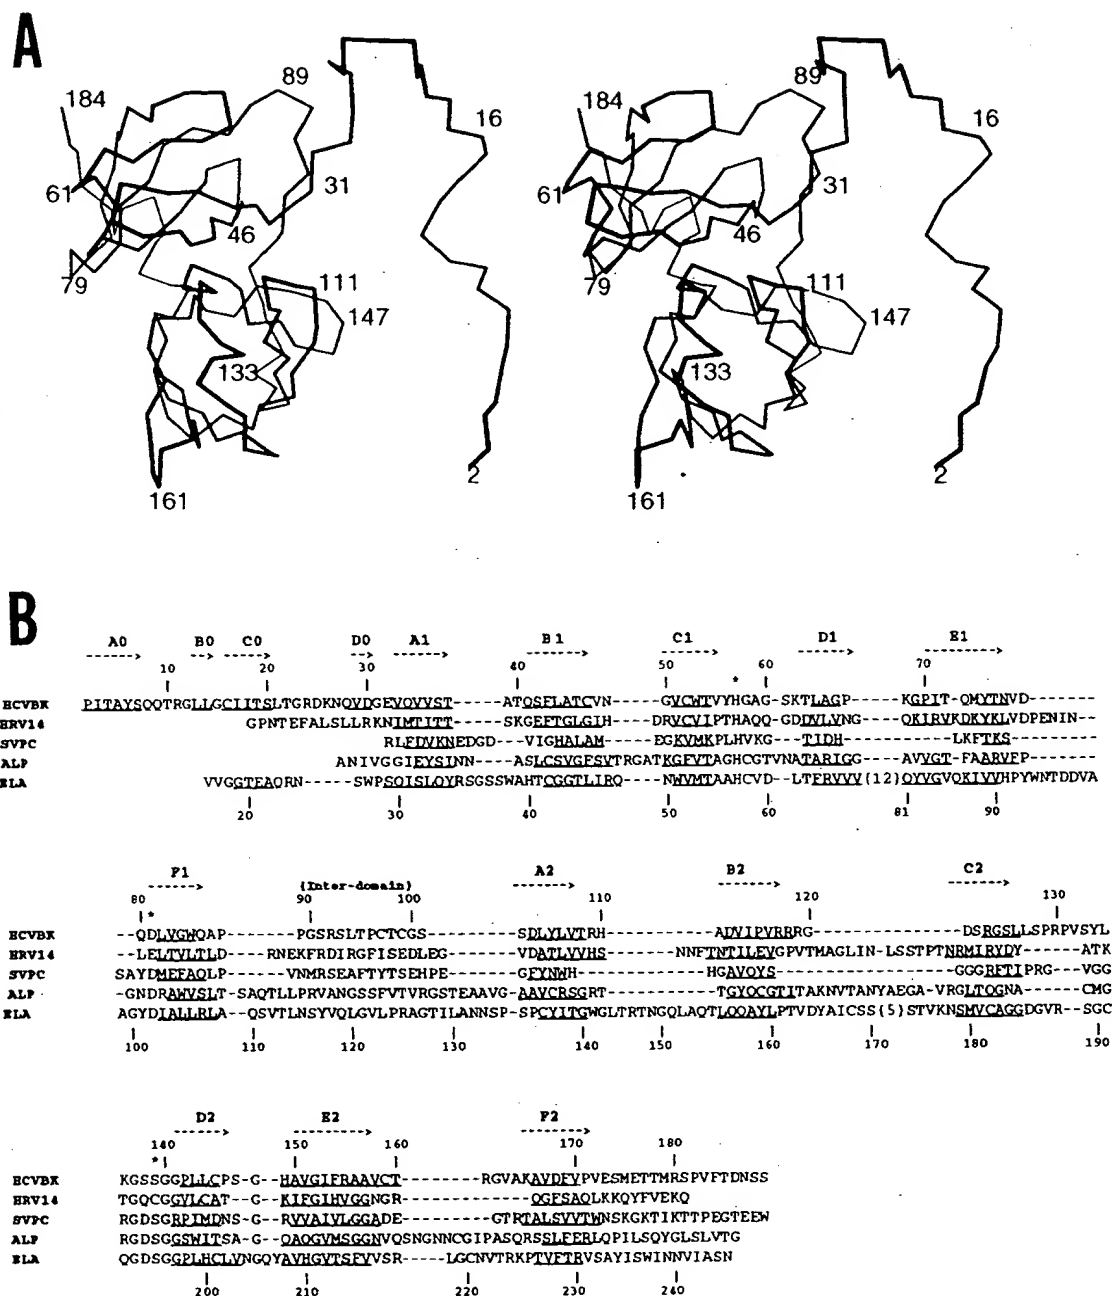 A
184
89
16
61
31
46
79
111
147
133
2
161
184
89
16
61
31
46
79
111
147
133
2
161
B
A0 B0 C0 D0 A1 B1 C1 D1 E1
10 20 30 40 50 60 70
*
HCVBK PITAYSQQTRGLLGCIITSLTGRDKNQVDGEVQVVST-----ATQSFLATCVN----GVCWTVYHGAG-SKTLAGP-----KGPIT-QMYTNVD------
HRV14 GPNTEFALSLLRKNIMTITT-----SKGEFTGLGIH----DRVCVIPTHAQQ-GDDVLVNG---QKIRVKDKYKLVDPENIN--
SVPC RLFDVKNEDGD---VIGHALAM-----EGKVMKPLHVKG--TIDH---------LKFTKS--------
ALP ANIVGGIEYSINN---ASLCSVGFSVTRGATKGFVTAGHCGTVNATARIGG----AVVGT-FAARVFP------
ELA VVGGTEAQRN-----SWPSQISLQYRSGSSWAHTCGGTLIRQ----NWVMTAAHCVD--LTFRVVV(12)QYVGVQKIVVHPYWNTDDVA
20 30 40 50 60 81 90
F1 (Inter-domain) A2 B2 C2
80 90 100 110 120 130
*
HCVBK --QDLVGWQAP----PGSRSLTPCTCGS---------SDLYLVTRH-----------ADVIPVRRRG--------------DSRGSLLSPRPVSYL
HRV14 --LELTVLTLD----RNEKFRDIRGFISEDLEG------VDATLVVHS-------NNFTNTILEVGPVTMAGLIN-LSSTPTNRMIRYDY-----ATK
SVPC SAYDMEFAQLP------VNMRSEAFTYTSEHPE-------GFYNWH-----------HGAVQYS-----------------GGGRFTIPRG---VGG
ALP --GNDRAWVSLT-SAQTLLPRVANGSSFVTVRGSTEAAVG-AAVCRSGRT-----------TGYQCGTITAKNVTANYAEGA-VRGLTQGNA------CMG
ELA AGYDIALLRLA--QSVTLNSYVQLGVLPRAGTILANNSP-SPCYITGWGLTRTNGQLAQTLQQAYLPTVDYAICSS(5)STVKNSMVCAGGDGVR--SGC
100 110 120 130 140 150 160 170 180 190
D2 E2 F2
140 150 160 170 180
*
HCVBK KGSSGGPLLCPS-G--HAVGIFRAAVCT---------RGVAKAVDFVPVESMETTMRSPVFTDNSS
HRV14 TGQCGGVLCAT--G--KIFGIHVGGNGR-------------QGFSAQLKKQYFVEKQ
SVPC RGDSGRPIMDNS-G--RVVAIVLGGADE----------GTRTALSVVTWNSKGKTIKTTPEGTEEW
ALP RGDSGGSWITSA-G--QAQGVMSGGNVQSNGNNCGIPASQRSSLFERLQPILSQYGLSLVTG
ELA QGDSGGPLHCLVNGQYAVHGVTSFVVSR-----LGCNVTRKPTVFTRVSAYISWINNVIASN
200 210 220 230 240